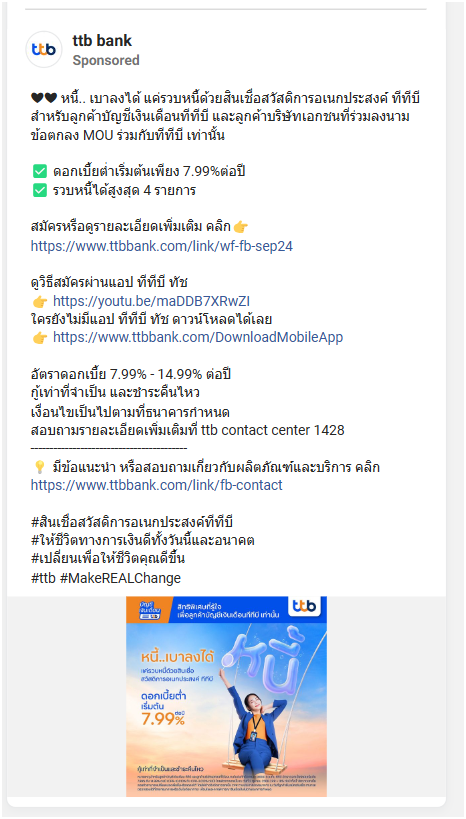 ttb
ttb bank
Sponsored
🖤🖤 หนี้.. เบาลงได้ แค่รวบหนี้ด้วยสินเชื่อสวัสดิการอเนกประสงค์ ทีทีบี
สำหรับลูกค้าบัญชีเงินเดือนทีทีบี และลูกค้าบริษัทเอกชนที่ร่วมลงนาม
ข้อตกลง MOU ร่วมกับทีทีบี เท่านั้น
✅ ดอกเบี้ยต่ำเริ่มต้นเพียง 7.99%ต่อปี
✅ รวบหนี้ได้สูงสุด 4 รายการ
สมัครหรือดูรายละเอียดเพิ่มเติม คลิก👉
https://www.ttbbank.com/link/wf-fb-sep24
ดูวิธีสมัครผ่านแอป ทีทีบี ทัช
👉 https://youtu.be/maDDB7XRwZI
ใครยังไม่มีแอป ทีทีบี ทัช ดาวน์โหลดได้เลย
👉 https://www.ttbbank.com/DownloadMobileApp
อัตราดอกเบี้ย 7.99% - 14.99% ต่อปี
กู้เท่าที่จำเป็น และชำระคืนไหว
เงื่อนไขเป็นไปตามที่ธนาคารกำหนด
สอบถามรายละเอียดเพิ่มเติมที่ ttb contact center 1428
-----------------------------------------
💡 มีข้อแนะนำ หรือสอบถามเกี่ยวกับผลิตภัณฑ์และบริการ คลิก
https://www.ttbbank.com/link/fb-contact
#สินเชื่อสวัสดิการอเนกประสงค์ทีทีบี
#ให้ชีวิตทางการเงินดีทั้งวันนี้และอนาคต
#เปลี่ยนเพื่อให้ชีวิตคุณดีขึ้น
#ttb #MakeREALChange
บัญชี
เงินเดือน
ttb
สิทธิพิเศษที่รู้ใจ
เพื่อลูกค้าบัญชีเงินเดือนทีทีบี เท่านั้น
ttb
หนี้
หนี้..เบาลงได้
แค่รวบหนี้ด้วยสินเชื่อ
สวัสดิการอเนกประสงค์ ทีทีบี
ดอกเบี้ยต่ำ
เริ่มต้น
7.99% ต่อปี
กู้เท่าที่จำเป็นและชำระคืนไหว